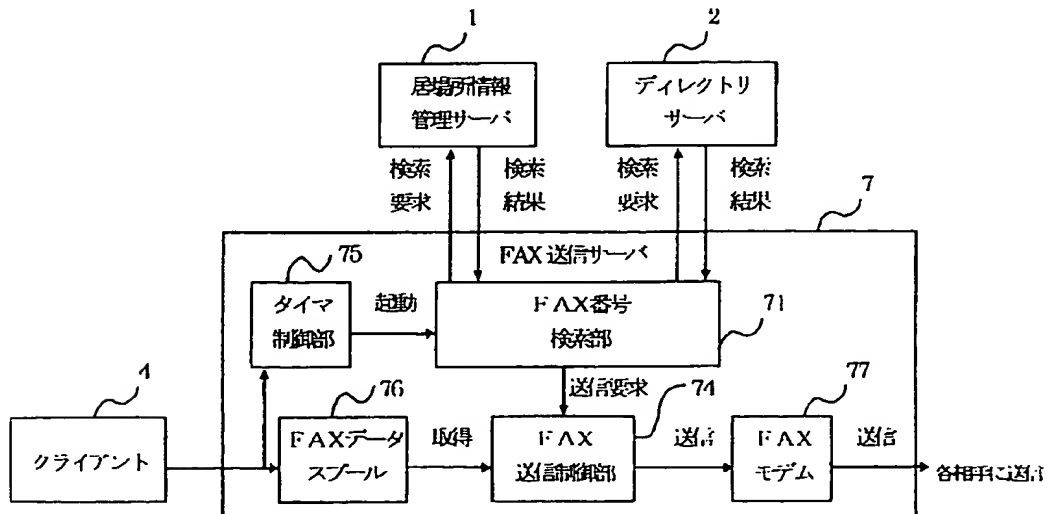 1
2
居場所情報
管理サーバ
ディレクトリ
サーバ
検索
要求
検索
結果
検索
要求
検索
結果
7
FAX送信サーバ
75
タイマ
制御部
起動
FAX番号
検索部
71
4
クライアント
76
FAXデータ
スプール
取得
送信要求
74
FAX
送信制御部
送信
77
FAX
モデム
送信
各相手に送信